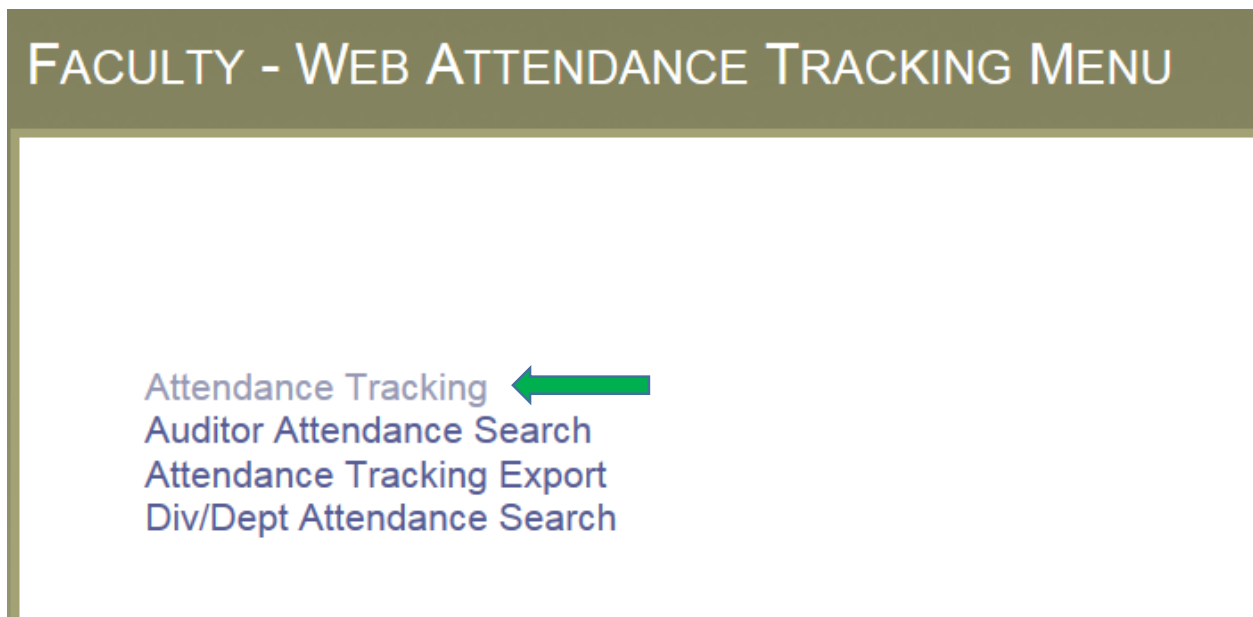 FACULTY - WEB ATTENDANCE TRACKING MENU
Attendance Tracking
Auditor Attendance Search
Attendance Tracking Export
Div/Dept Attendance Search